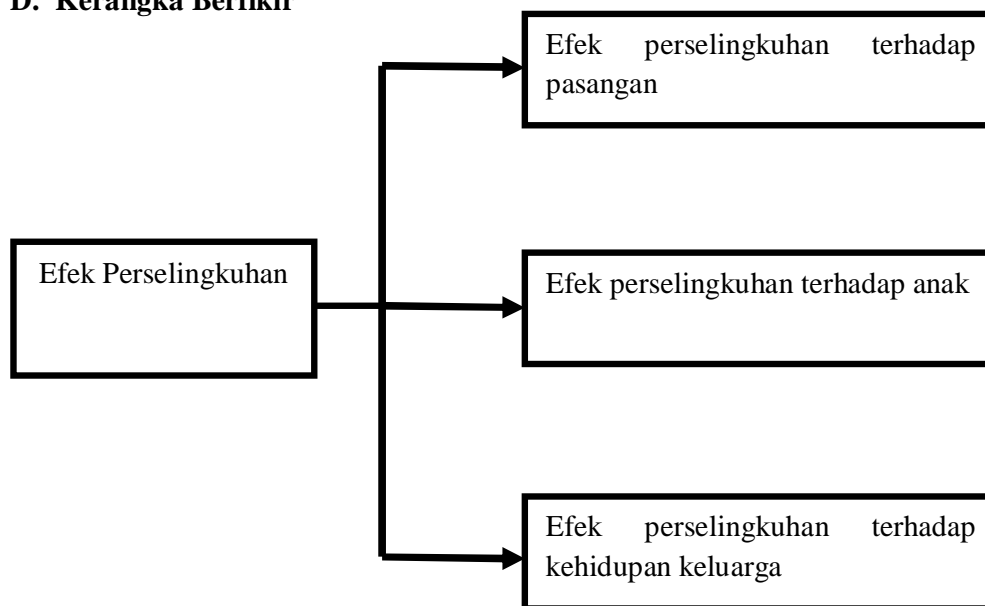 D. Kerangka Berfikir
Efek perselingkuhan terhadap
pasangan
Efek Perselingkuhan
Efek perselingkuhan terhadap anak
Efek perselingkuhan terhadap
kehidupan keluarga